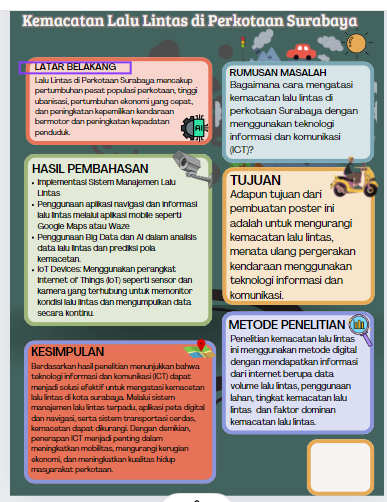 Kemacatan Lalu Lintas di Perkotaan Surabaya
LATAR BELAKANG
Lalu Lintas di Perkotaan Surabaya mencakup
pertumbuhan pesat populasi perkotaan, tinggi
ubanisasi, pertumbuhan ekonomi yang cepat,
dan peningkatan kepemilikan kendaraan
bermotor dan peningkatan kepadatan
penduduk.
AI
RUMUSAN MASALAH
Bagaimana cara mengatasi
kemacatan lalu lintas di
perkotaan Surabaya dengan
menggunakan teknologi
informasi dan komunikasi
(ICT)?
HASIL PEMBAHASAN
• Implementasi Sistem Manajemen Lalu
Lintas
• Penggunaan aplikasi navigasi dan informasi
lalu lintas melalui aplikasi mobile seperti
Google Maps atau Waze
• Penggunaan Big Data dan AI dalam analisis
data lalu lintas dan prediksi pola
kemacetan.
• IoT Devices: Menggunakan perangkat
Internet of Things (IoT) seperti sensor dan
kamera yang terhubung untuk memonitor
kondisi lalu lintas dan mengumpulkan data
secara kontinu.
TUJUAN
Adapun tujuan dari
pembuatan poster ini
adalah untuk mengurangi
kemacatan lalu lintas,
menata ulang pergerakan
kendaraan menggunakan
teknologi informasi dan
komunikasi.
METODE PENELITIAN
Penelitian kemacatan lalu lintas
ini menggunakan metode digital
dengan mendapatkan informasi
dari internet berupa data
volume lalu lintas, penggunaan
lahan, tingkat kemacatan lalu
lintas dan faktor dominan
kemacatan lalu lintas.
KESIMPULAN
Berdasarkan hasil penelitian menunjukkan bahwa
teknologi informasi dan komunikasi (ICT) dapat
menjadi solusi efektif untuk mengatasi kemacetan
lalu lintas di kota surabaya. Melalui sistem
manajemen lalu lintas terpadu, aplikasi peta digital
dan navigasi, serta sistem transportasi cerdas,
kemacetan dapat dikurangi. Dengan demikian,
penerapan ICT menjadi penting dalam
meningkatkan mobilitas, mengurangi kerugian
ekonomi, dan meningkatkan kualitas hidup
masyarakat perkotaan.